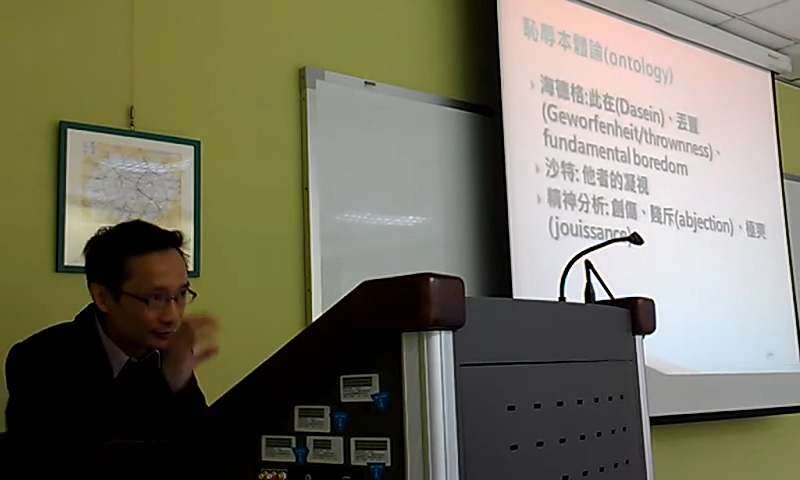 恥辱本體論(ontology)
海德格:此在(Dasein)、丟置
(Geworfenheit/thrownness)、
fundamental boredom
沙特: 他者的凝視
精神分析: 創傷、賤斥(abjection)、極爽
(jouissance)